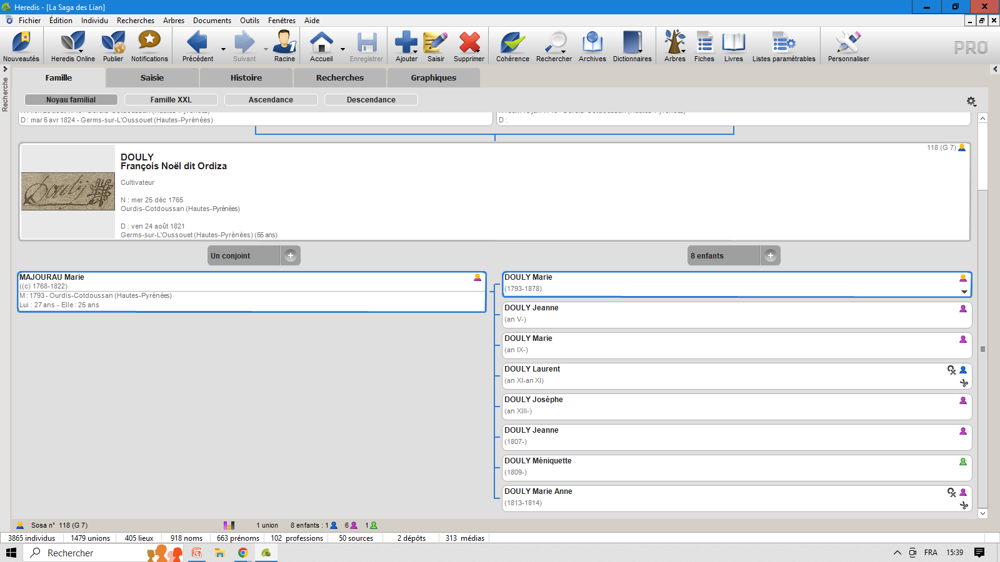 Heredis - [La Saga des Lian]
Fichier Édition Individu Recherches Arbres Documents Outils Fenêtres Aide
Nouveautés Heredis Online Publier Notifications Précédent Suivant Racine Accueil Enregistrer Ajouter Saisir Supprimer Cohérence Rechercher Archives Dictionnaires Arbres Fiches Livres Listes paramétrables Personnaliser PRO
Recherche
Famille Saisie Histoire Recherches Graphiques
Noyau familial Famille XXL Ascendance Descendance
D : mar 6 avr 1824 - Germs-sur-L'Oussouet (Hautes-Pyrénées)
D :
118 (G 7)
DOULY
François Noël dit Ordiza
Cultivateur
N : mer 25 déc 1765
Ourdis-Cotdoussan (Hautes-Pyrénées)
D : ven 24 août 1821
Germs-sur-L'Oussouet (Hautes-Pyrénées) (55 ans)
Douly
Un conjoint
8 enfants
MAJOURAU Marie
((c) 1768-1822)
M : 1793 - Ourdis-Cotdoussan (Hautes-Pyrénées)
Lui : 27 ans - Elle : 25 ans
DOULY Marie
(1793-1878)
DOULY Jeanne
(an V-)
DOULY Marie
(an IX-)
DOULY Laurent
(an XI-an XI)
DOULY Josèphe
(an XIII-)
DOULY Jeanne
(1807-)
DOULY Méniquette
(1809-)
DOULY Marie Anne
(1813-1814)
Sosa n° 118 (G 7) 1 union 8 enfants : 1 6 1
3865 individus 1479 unions 405 lieux 918 noms 663 prénoms 102 professions 50 sources 2 dépôts 313 médias
Rechercher FRA 15:39